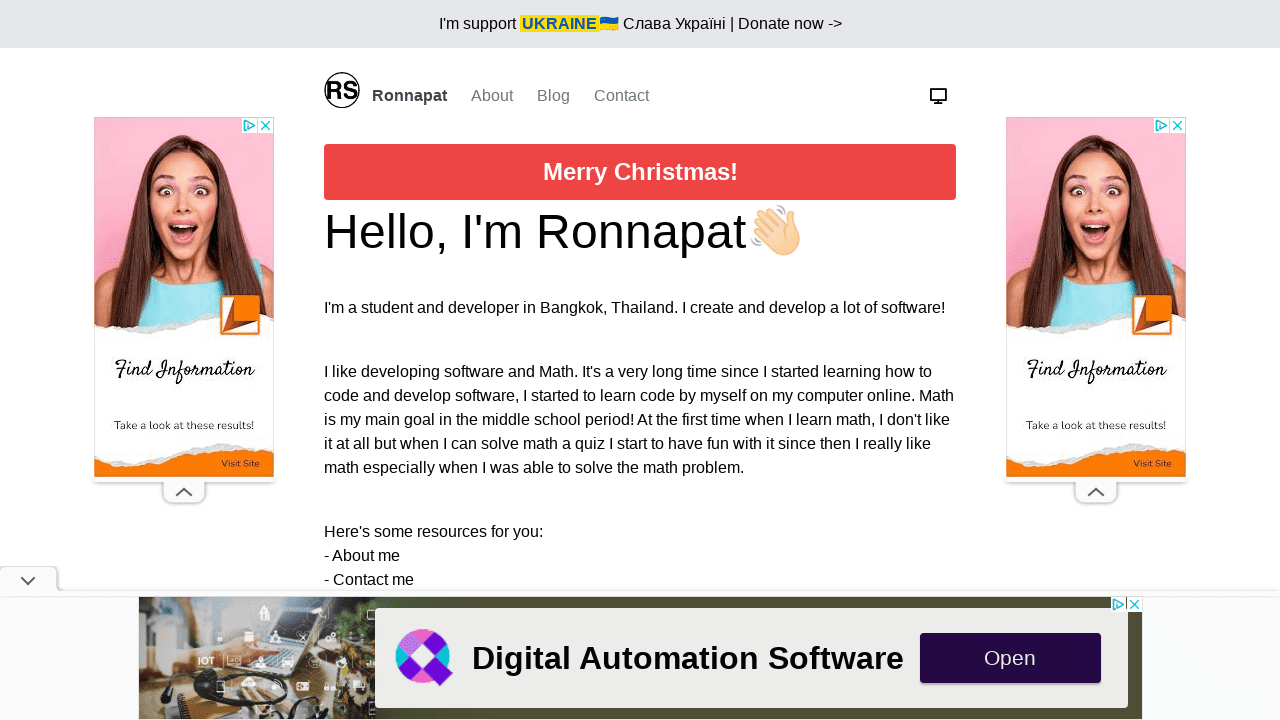 I'm support UKRAINE🇺🇦 Слава Україні | Donate now ->
RS Ronnapat About Blog Contact
Merry Christmas!
Hello, I'm Ronnapat👋🏻
I'm a student and developer in Bangkok, Thailand. I create and develop a lot of software!
I like developing software and Math. It's a very long time since I started learning how to
code and develop software, I started to learn code by myself on my computer online. Math
is my main goal in the middle school period! At the first time when I learn math, I don't like
it at all but when I can solve math a quiz I start to have fun with it since then I really like
math especially when I was able to solve the math problem.
Here's some resources for you:
- About me
- Contact me
Find Information
Take a look at these results!
Visit Site
Find Information
Take a look at these results!
Visit Site
IOT
Digital Automation Software
Open